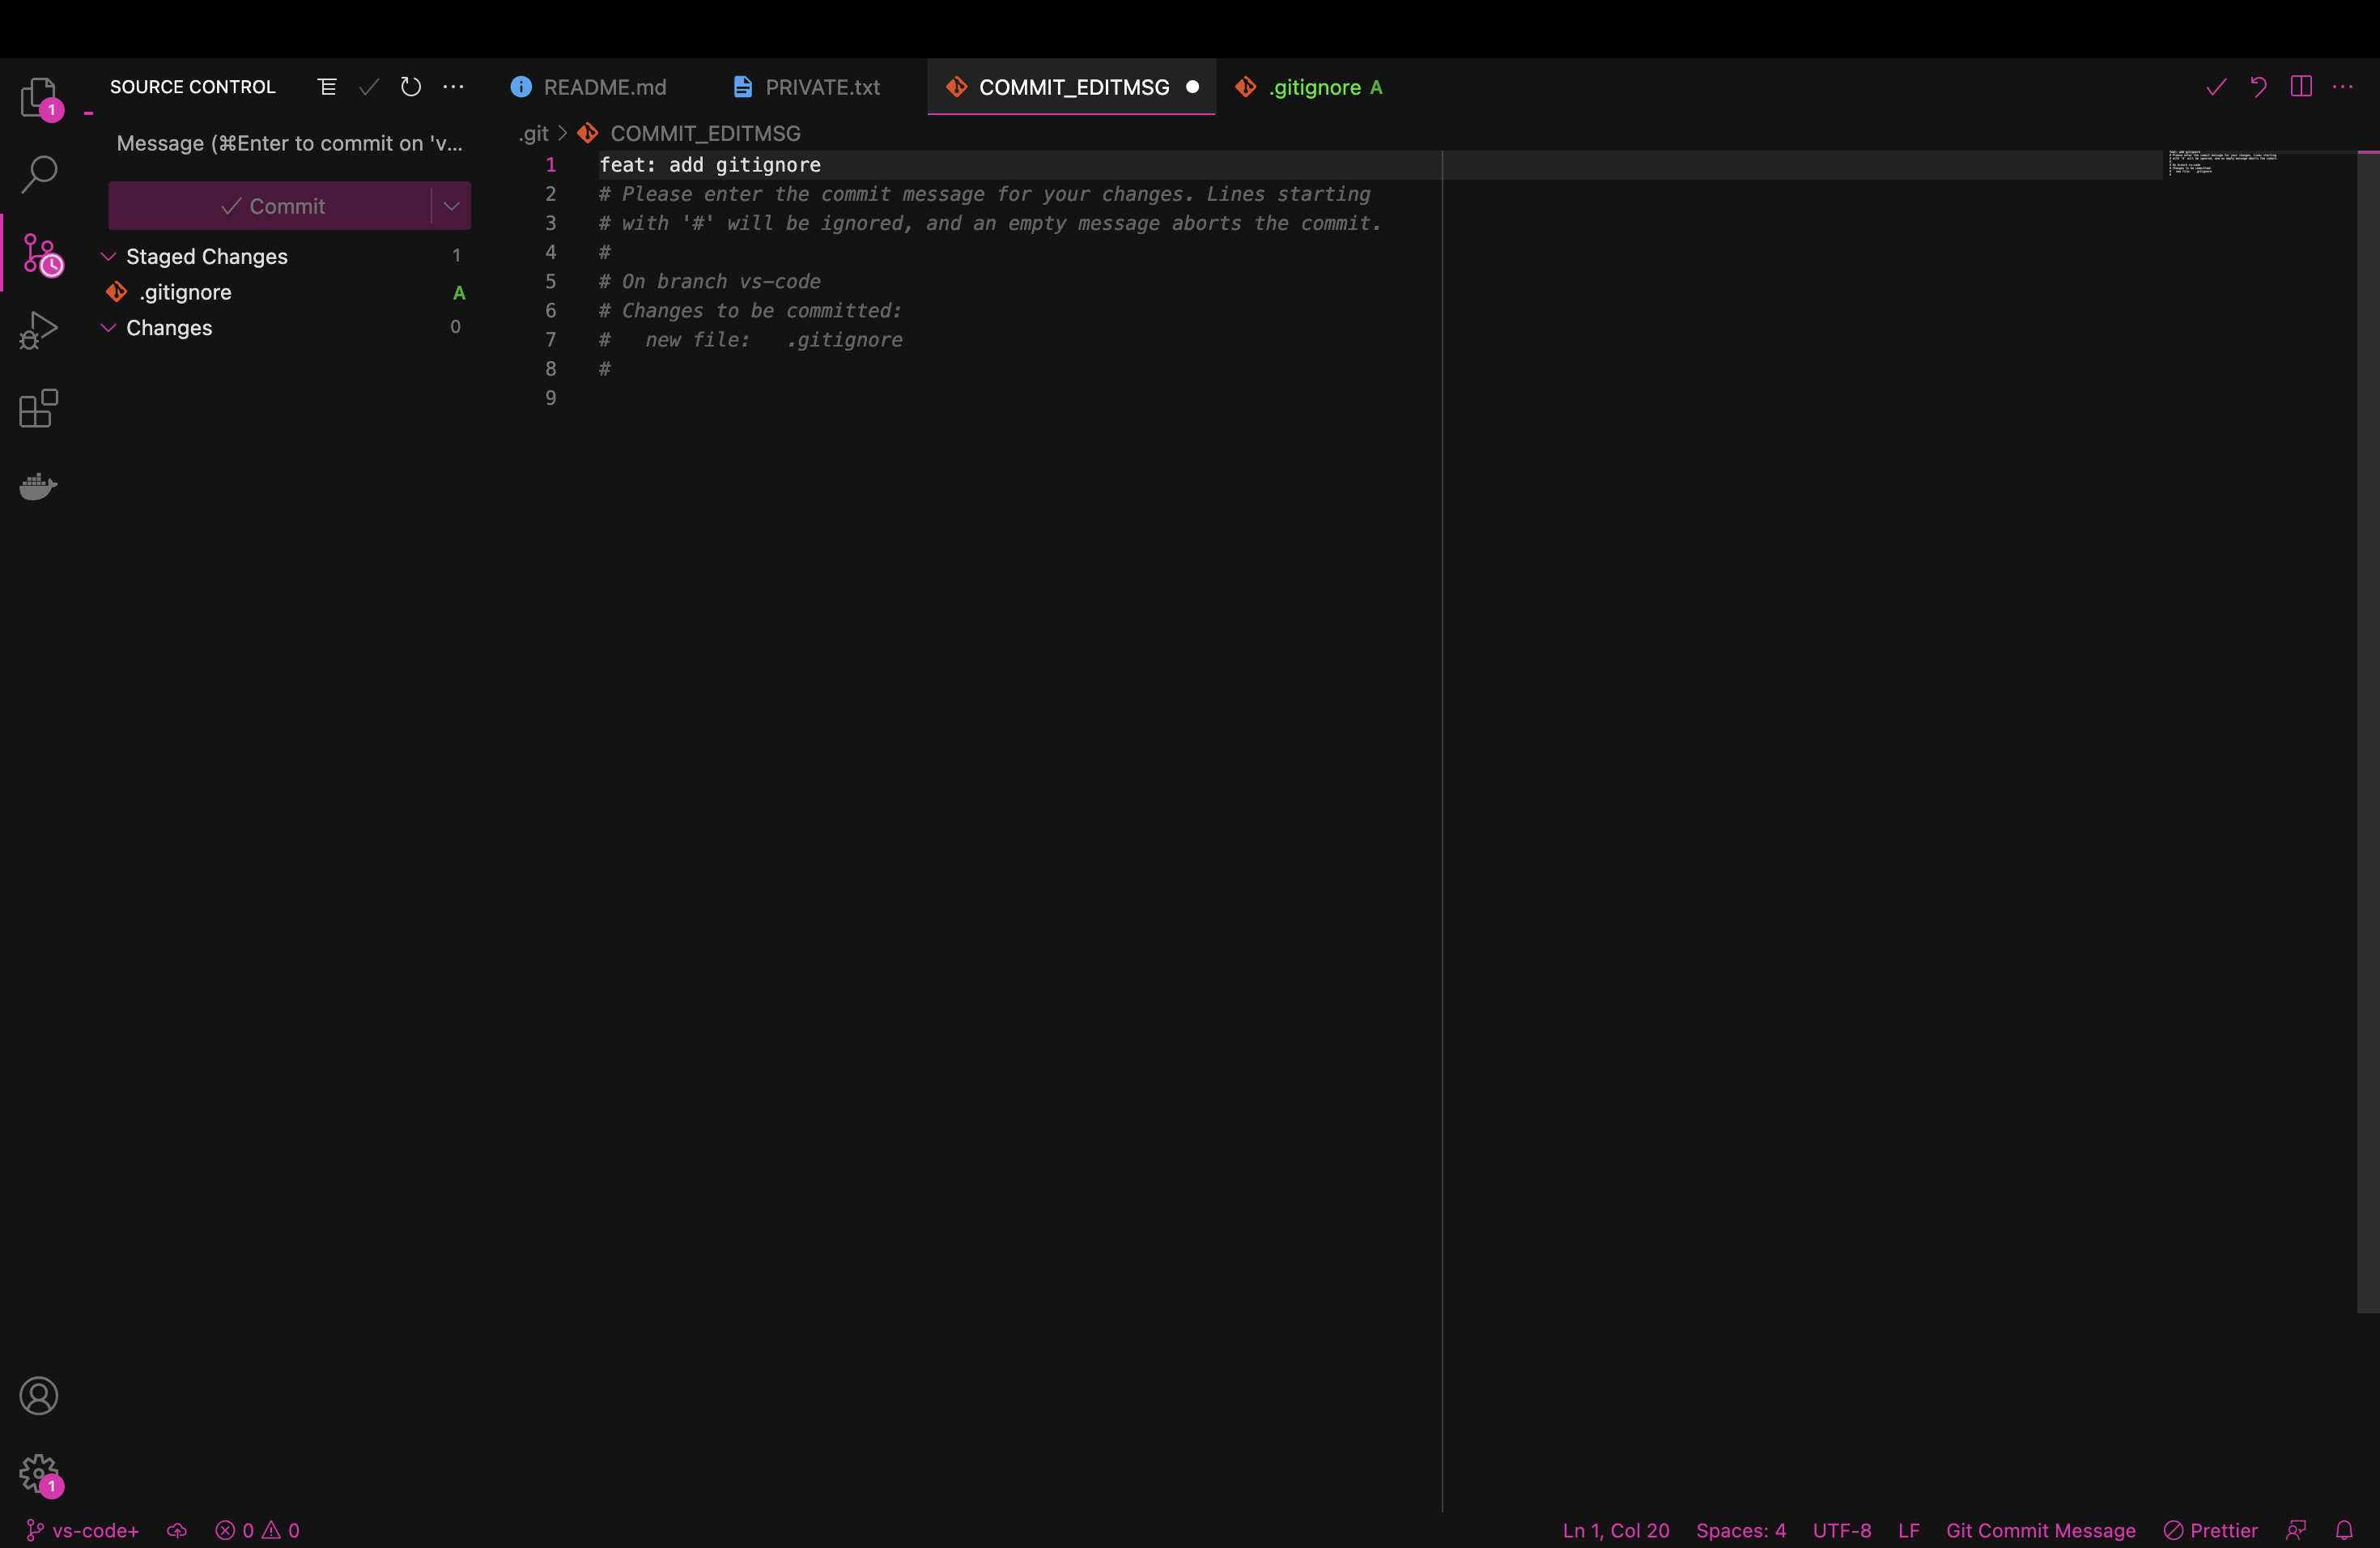 SOURCE CONTROL
README.md
PRIVATE.txt
COMMIT_EDITMSG
.gitignore A
1
Message (⌘Enter to commit on 'v...
Commit
Staged Changes 1
.gitignore A
Changes 0
.git > COMMIT_EDITMSG
1 feat: add gitignore
2 # Please enter the commit message for your changes. Lines starting
3 # with '#' will be ignored, and an empty message aborts the commit.
4 #
5 # On branch vs-code
6 # Changes to be committed:
7 #   new file:   .gitignore
8 #
9
1
vs-code+ 0 0 Ln 1, Col 20 Spaces: 4 UTF-8 LF Git Commit Message Prettier